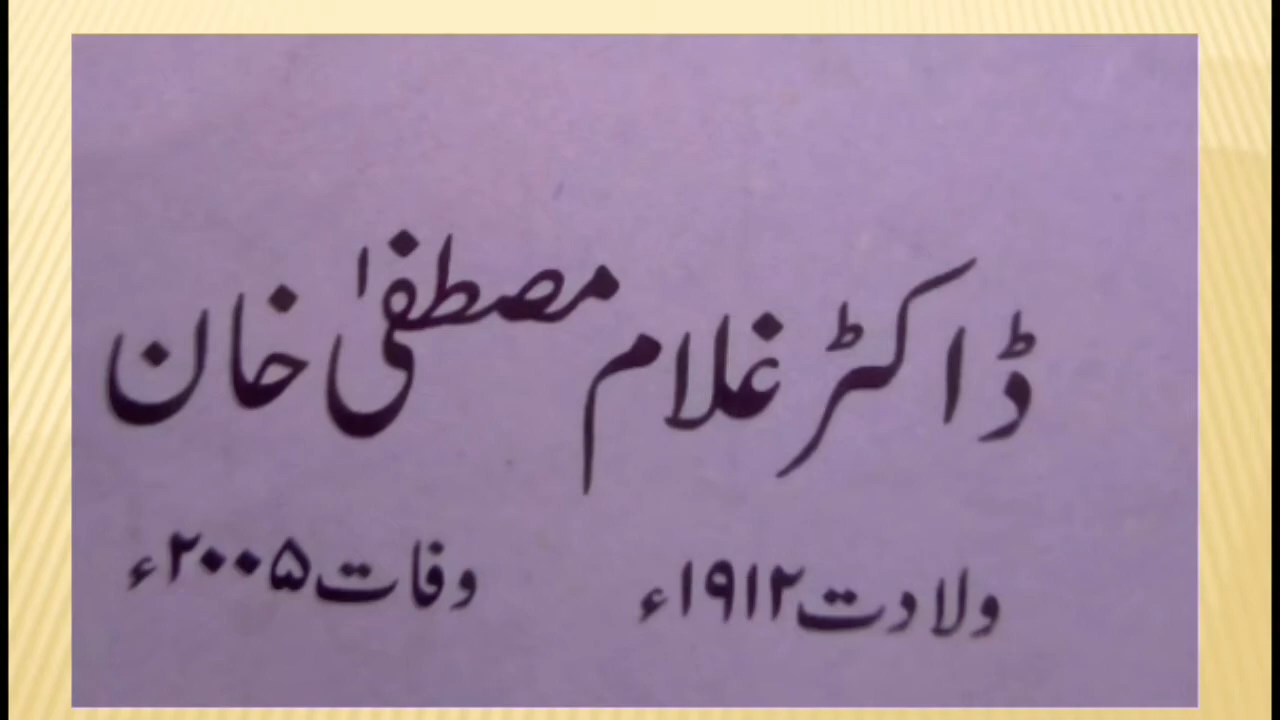 ڈاکٹر غلام مصطفیٰ خان
ولادت ۱۹۱۲ء وفات ۲۰۰۵ء